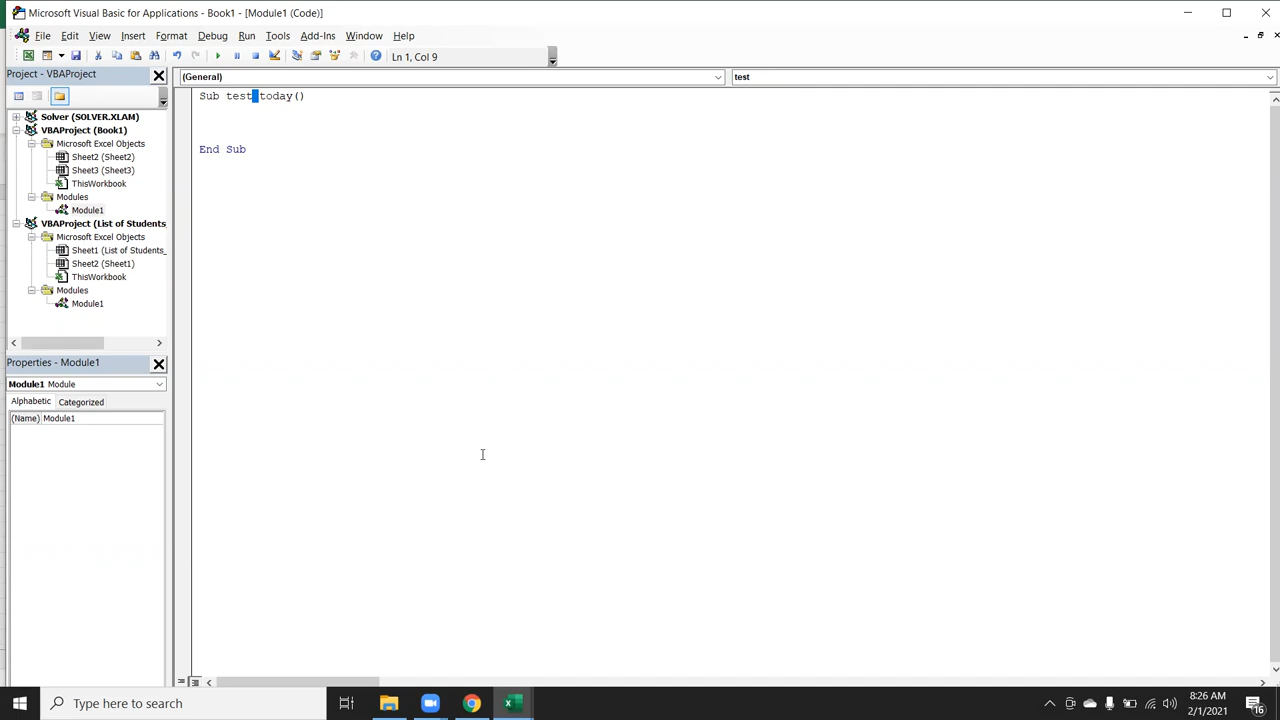 Microsoft Visual Basic for Applications - Book1 - [Module1 (Code)]
File Edit View Insert Format Debug Run Tools Add-Ins Window Help
Ln 1, Col 9
Project - VBAProject
(General)
test
Solver (SOLVER.XLAM)
VBAProject (Book1)
Microsoft Excel Objects
Sheet2 (Sheet2)
Sheet3 (Sheet3)
ThisWorkbook
Modules
Module1
VBAProject (List of Students_
Microsoft Excel Objects
Sheet1 (List of Students_
Sheet2 (Sheet1)
ThisWorkbook
Modules
Module1
Sub test today()
End Sub
Properties - Module1
Module1 Module
Alphabetic Categorized
(Name) Module1
Type here to search
8:26 AM
2/1/2021
16